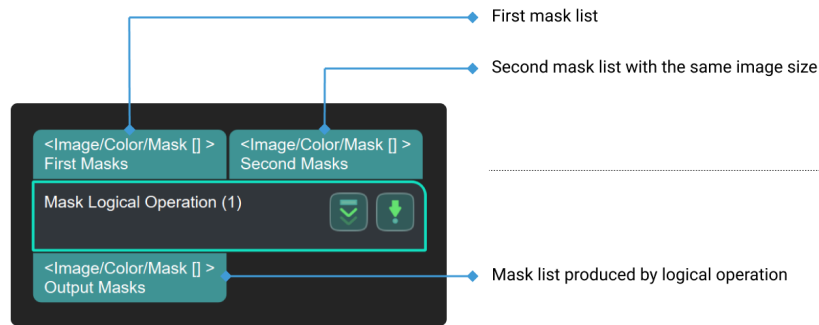 First mask list
Second mask list with the same image size
<Image/Color/Mask [] >
First Masks
<Image/Color/Mask [] >
Second Masks
Mask Logical Operation (1)
<Image/Color/Mask [] >
Output Masks
Mask list produced by logical operation